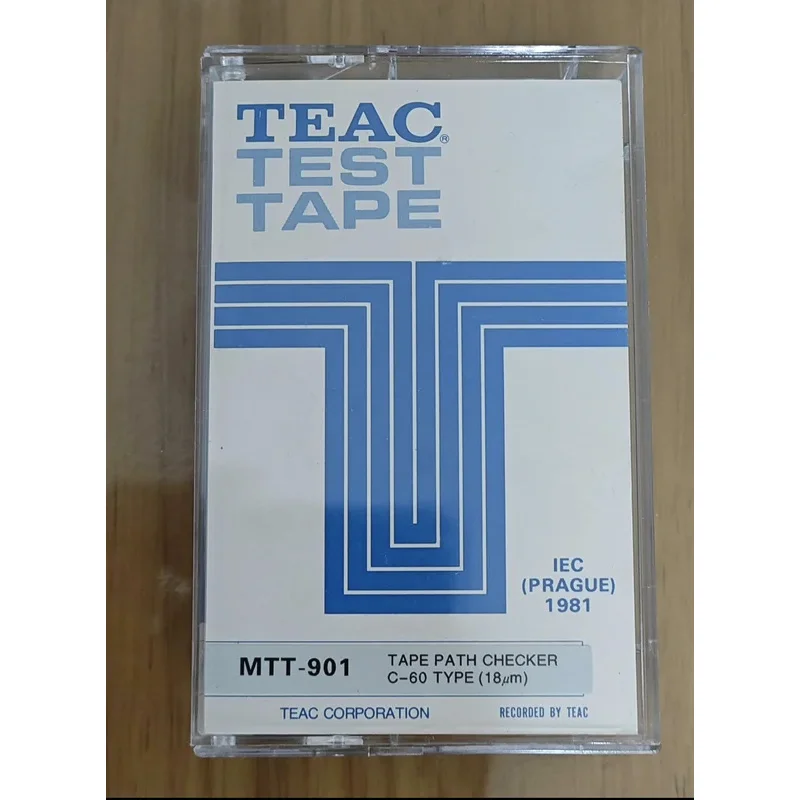 TEAC®
TEST
TAPE
IEC
(PRAGUE)
1981
MTT-901
TAPE PATH CHECKER
C-60 TYPE (18μm)
TEAC CORPORATION RECORDED BY TEAC